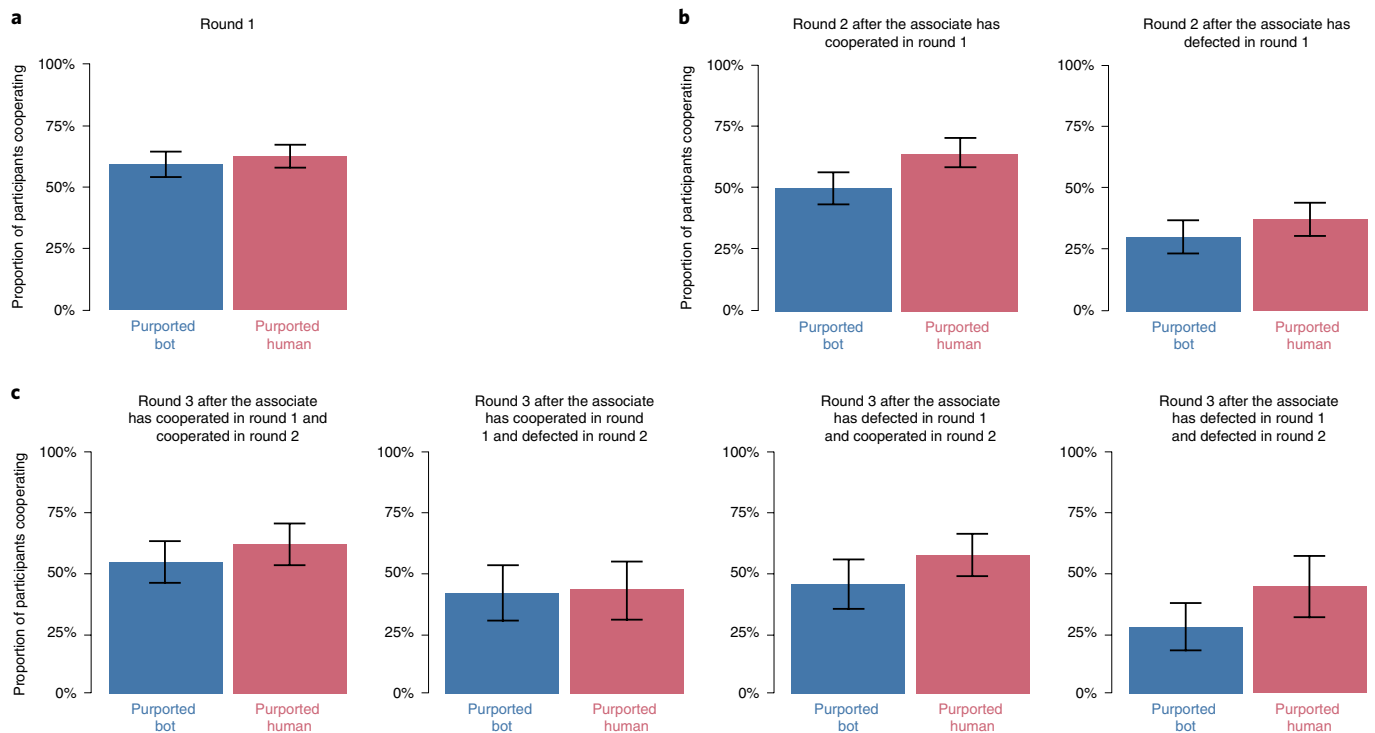 a
Round 1
Proportion of participants cooperating
100%
75%
50%
25%
0%
Purported
bot
Purported
human
b
Round 2 after the associate has
cooperated in round 1
Proportion of participants cooperating
100%
75%
50%
25%
0%
Purported
bot
Purported
human
Round 2 after the associate has
defected in round 1
100%
75%
50%
25%
0%
Purported
bot
Purported
human
c
Round 3 after the associate
has cooperated in round 1 and
cooperated in round 2
Proportion of participants cooperating
100%
75%
50%
25%
0%
Purported
bot
Purported
human
Round 3 after the associate
has cooperated in round
1 and defected in round 2
100%
75%
50%
25%
0%
Purported
bot
Purported
human
Round 3 after the associate
has defected in round 1
and cooperated in round 2
100%
75%
50%
25%
0%
Purported
bot
Purported
human
Round 3 after the associate
has defected in round 1
and defected in round 2
100%
75%
50%
25%
0%
Purported
bot
Purported
human